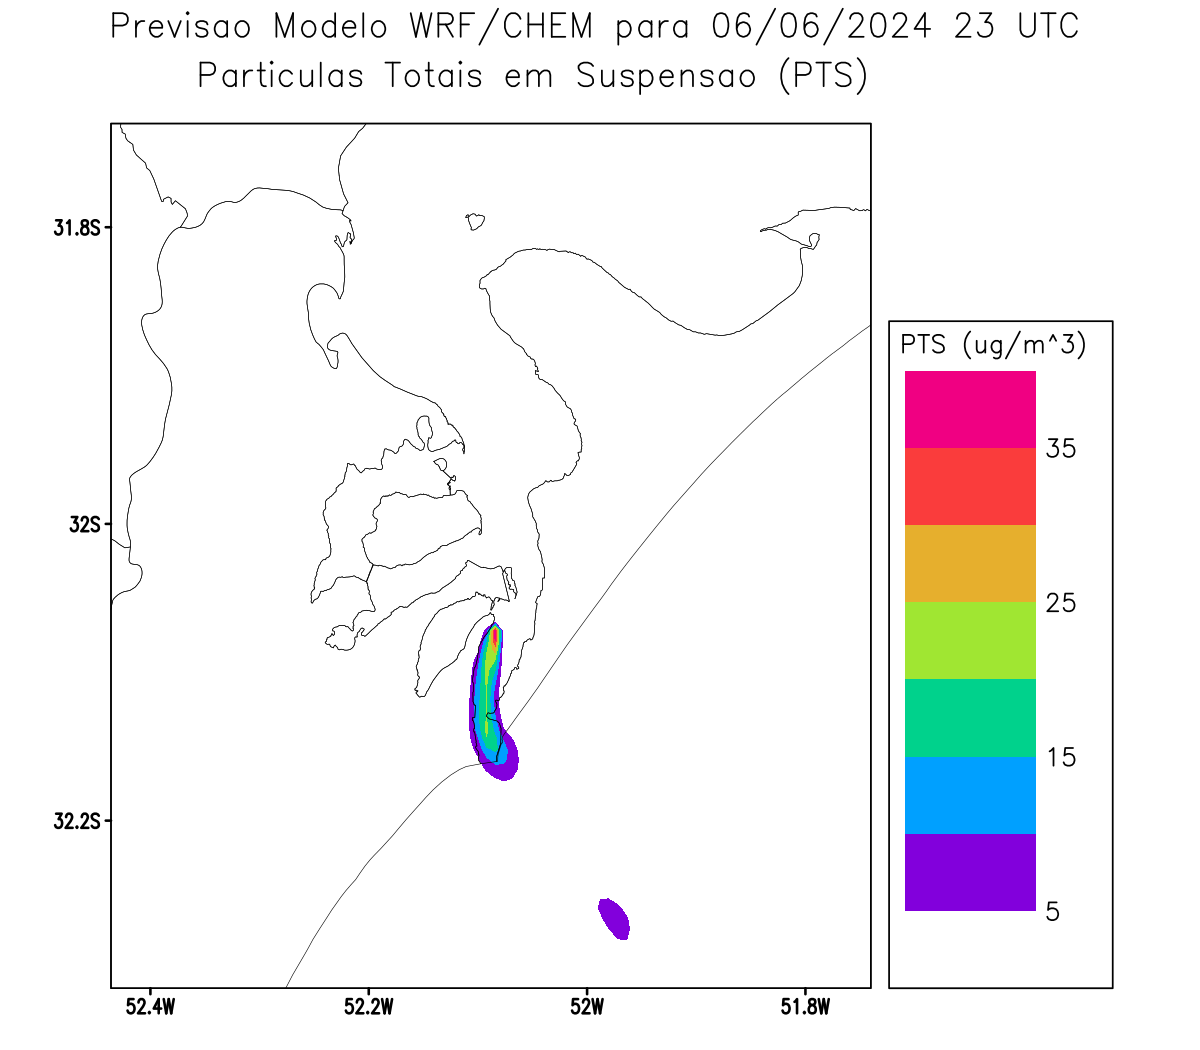 Previsao Modelo WRF/CHEM para 06/06/2024 23 UTC
Particulas Totais em Suspensao (PTS)
31.8S
32S
32.2S
52.4W
52.2W
52W
51.8W
PTS (ug/m^3)
35
25
15
5